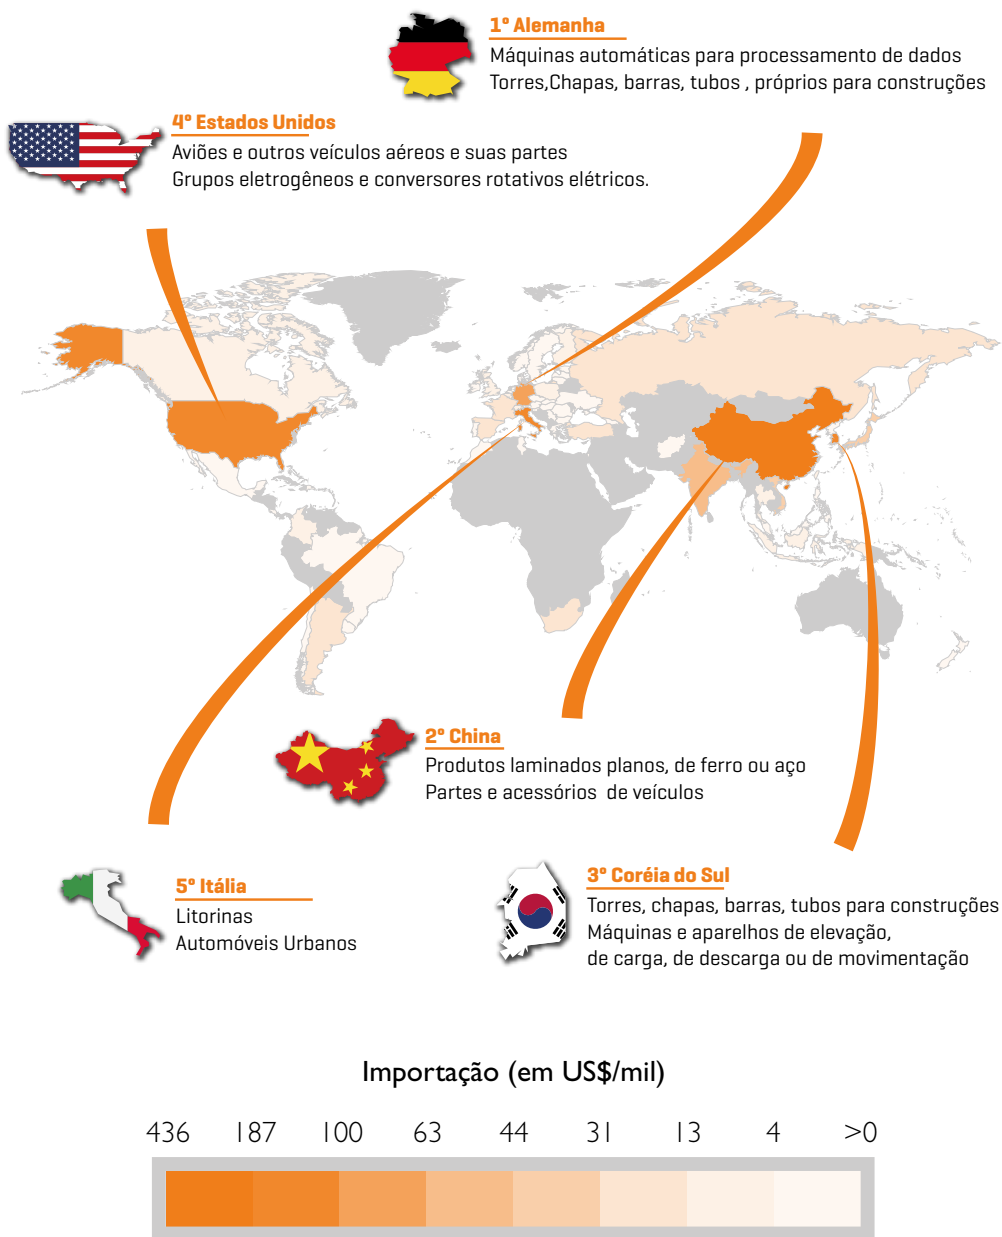 1º Alemanha
Máquinas automáticas para processamento de dados
Torres,Chapas, barras, tubos , próprios para construções
4º Estados Unidos
Aviões e outros veículos aéreos e suas partes
Grupos eletrogêneos e conversores rotativos elétricos.
2º China
Produtos laminados planos, de ferro ou aço
Partes e acessórios de veículos
5º Itália
Litorinas
Automóveis Urbanos
3º Coréia do Sul
Torres, chapas, barras, tubos para construções
Máquinas e aparelhos de elevação,
de carga, de descarga ou de movimentação
Importação (em US$/mil)
436 187 100 63 44 31 13 4 >0